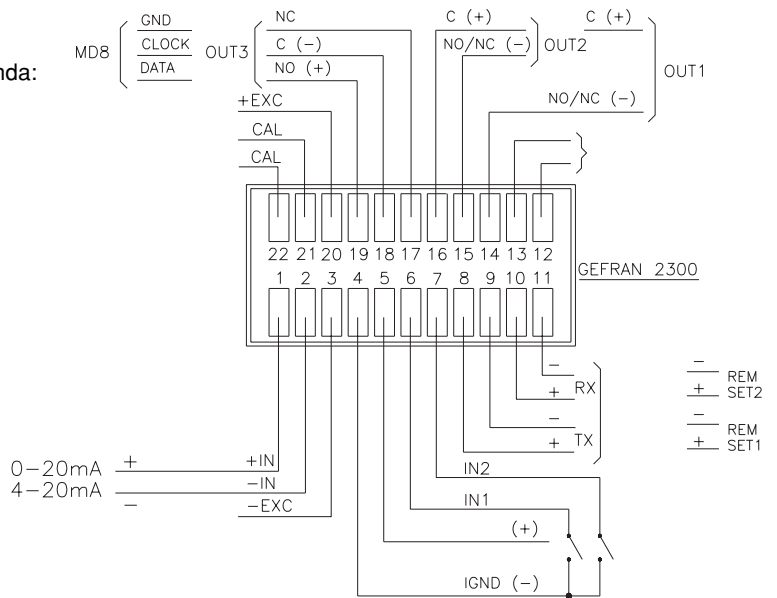 GND
CLOCK
DATA
MD8
OUT3
NC
C (-)
NO (+)
C (+)
NO/NC (-)
OUT2
C (+)
OUT1
NO/NC (-)
nda:
+EXC
CAL
CAL
22 21 20 19 18 17 16 15 14 13 12
1 2 3 4 5 6 7 8 9 10 11
GEFRAN 2300
-
+ RX
-
+ TX
- REM
+ SET2
- REM
+ SET1
0-20mA +
4-20mA
-
+IN
-IN
-EXC
IN2
IN1
(+)
IGND (-)